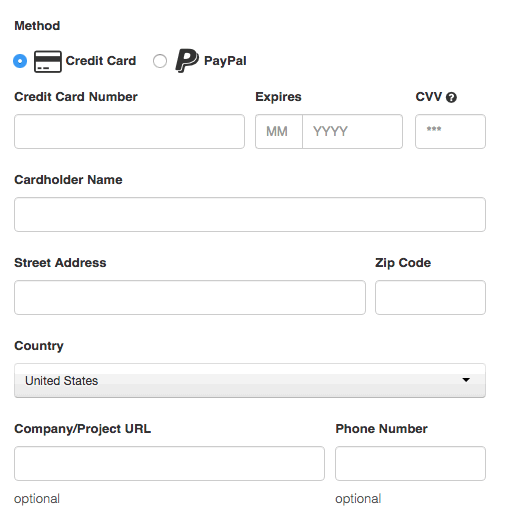 Method
Credit Card PayPal
Credit Card Number Expires CVV ?
MM YYYY ***
Cardholder Name
Street Address Zip Code
Country
United States
Company/Project URL Phone Number
optional optional